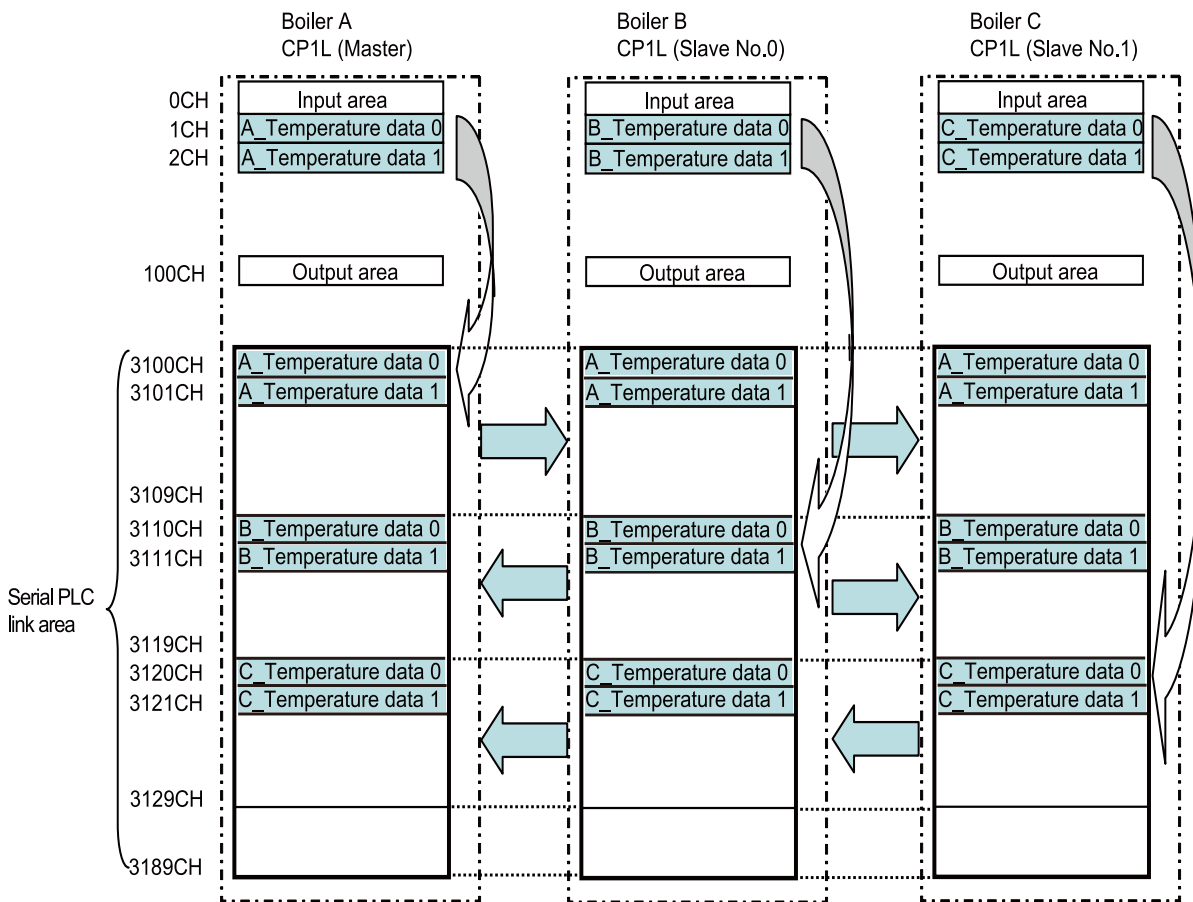 Boiler A
CP1L (Master)
Boiler B
CP1L (Slave No.0)
Boiler C
CP1L (Slave No.1)
0CH
Input area
Input area
Input area
1CH
A_Temperature data 0
B_Temperature data 0
C_Temperature data 0
2CH
A_Temperature data 1
B_Temperature data 1
C_Temperature data 1
100CH
Output area
Output area
Output area
3100CH
A_Temperature data 0
A_Temperature data 0
A_Temperature data 0
3101CH
A_Temperature data 1
A_Temperature data 1
A_Temperature data 1
3109CH
3110CH
B_Temperature data 0
B_Temperature data 0
B_Temperature data 0
3111CH
B_Temperature data 1
B_Temperature data 1
B_Temperature data 1
Serial PLC
link area
3119CH
3120CH
C_Temperature data 0
C_Temperature data 0
C_Temperature data 0
3121CH
C_Temperature data 1
C_Temperature data 1
C_Temperature data 1
3129CH
3189CH